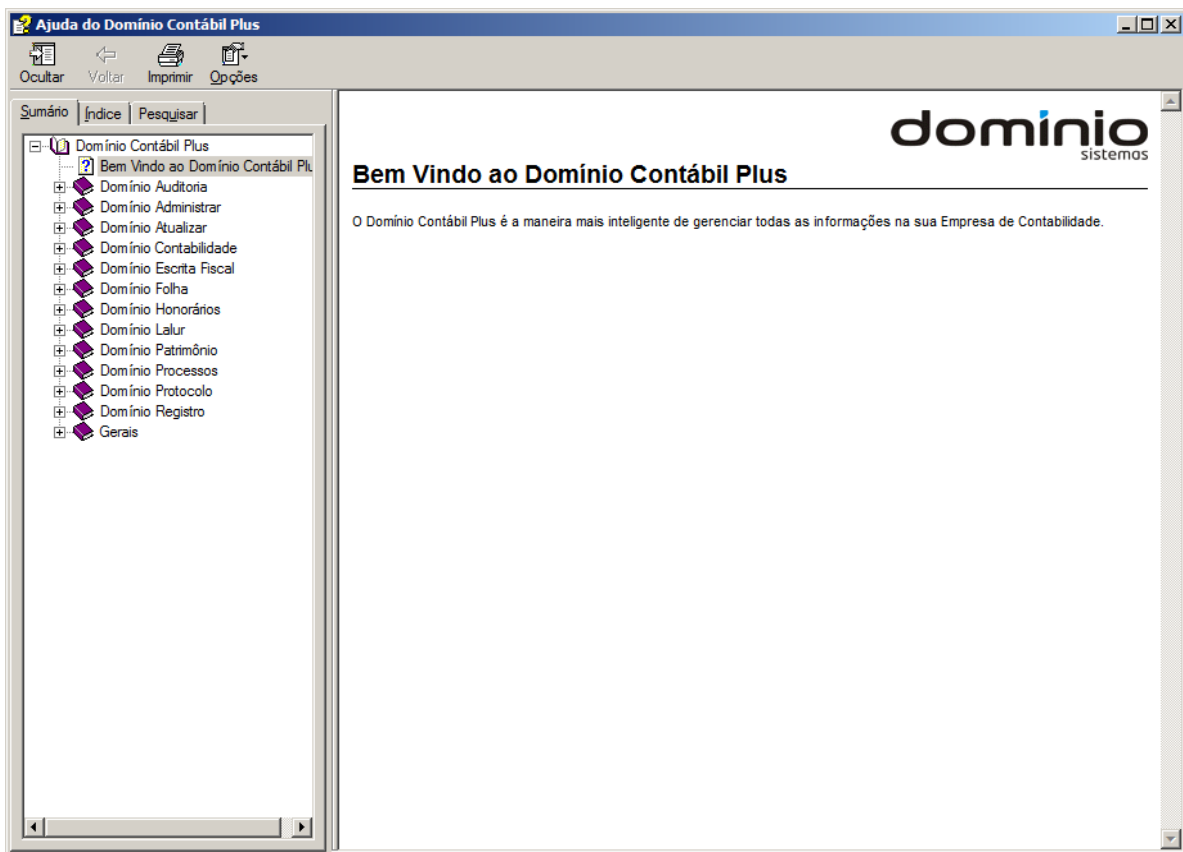 Ajuda do Domínio Contábil Plus
Ocultar Voltar Imprimir Opções
Sumário Índice Pesquisar
Domínio Contábil Plus
Bem Vindo ao Domínio Contábil Plu
Domínio Auditoria
Domínio Administrar
Domínio Atualizar
Domínio Contabilidade
Domínio Escrita Fiscal
Domínio Folha
Domínio Honorários
Domínio Lalur
Domínio Patrimônio
Domínio Processos
Domínio Protocolo
Domínio Registro
Gerais
domínio
sistemas
Bem Vindo ao Domínio Contábil Plus
O Domínio Contábil Plus é a maneira mais inteligente de gerenciar todas as informações na sua Empresa de Contabilidade.